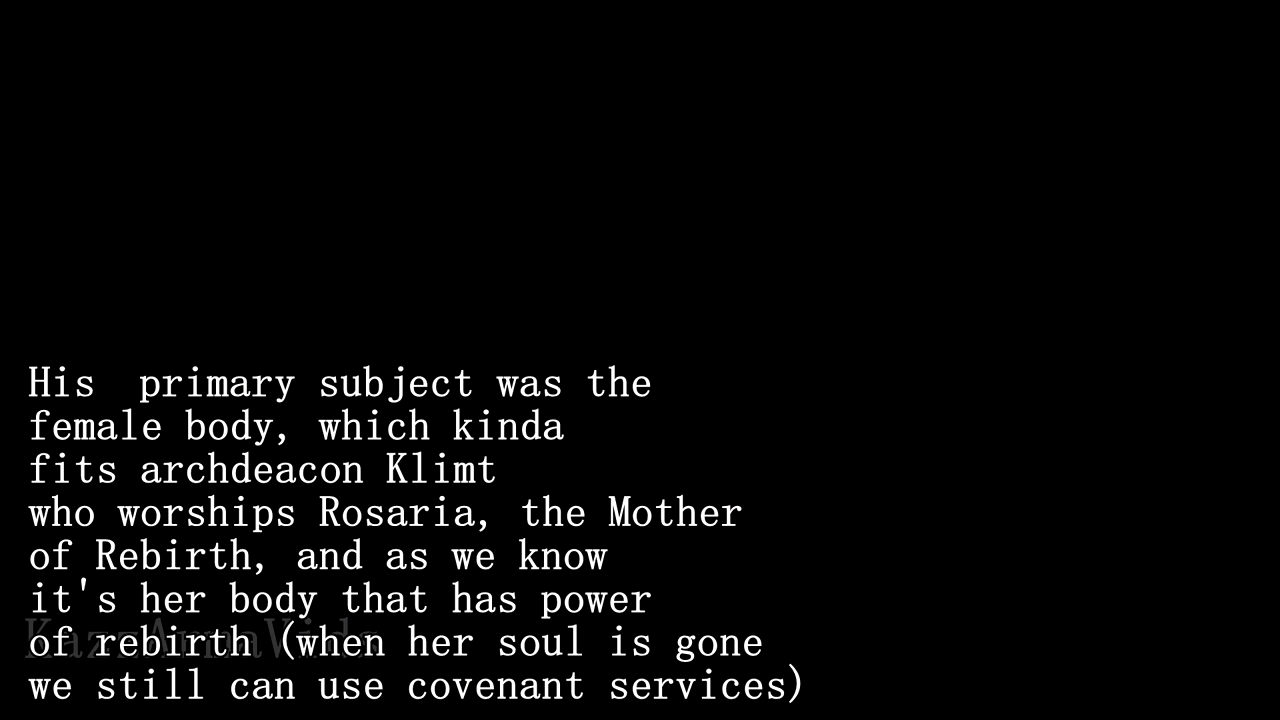 His  primary subject was the
female body, which kinda
fits archdeacon Klimt
who worships Rosaria, the Mother
of Rebirth, and as we know
it's her body that has power
of rebirth (when her soul is gone
we still can use covenant services)